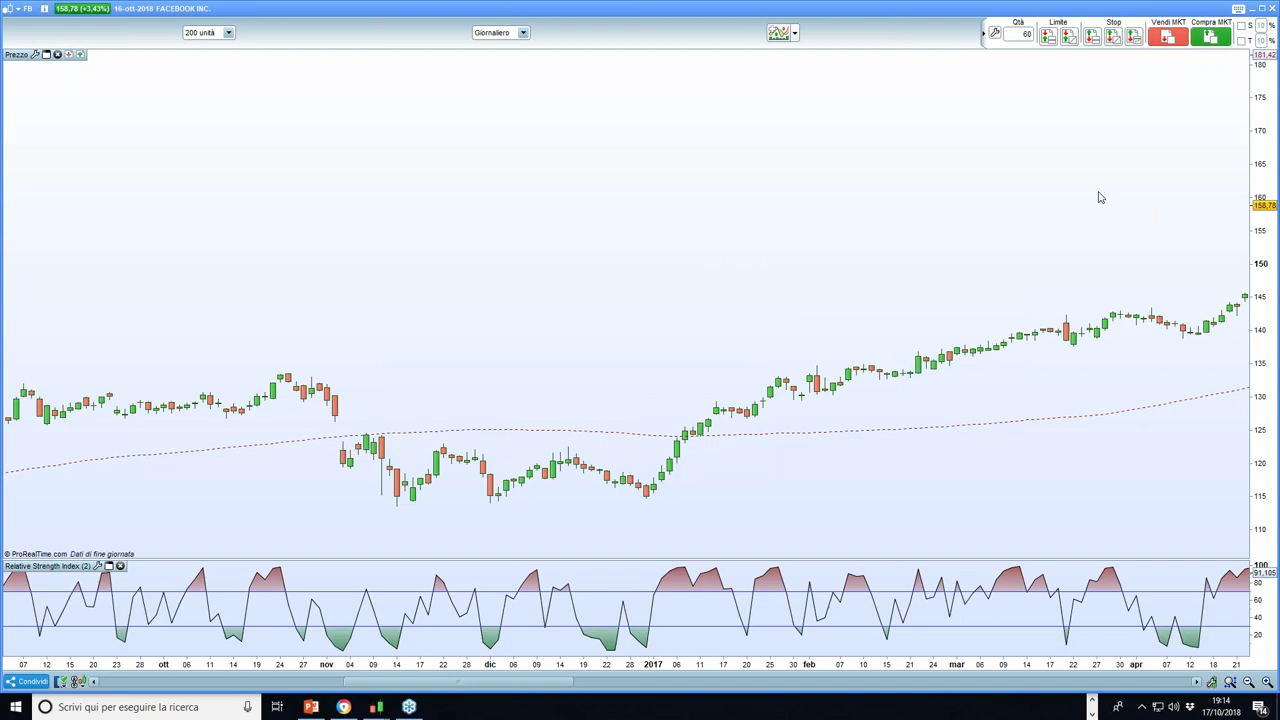 FB 158,78 (+3,43%) 16-ott-2018 FACEBOOK INC.
200 unità Giornaliero
Qtà Limite Stop Vendi MKT Compra MKT
60
S 10 %
T 10 %
Prezzo
181,42
180
175
170
165
160
158,78
155
150
145
140
135
130
125
120
115
110
© ProRealTime.com Dati di fine giornata
Relative Strength Index (2)
100
91,105
80
60
40
20
07 12 15 20 23 28 ott 06 11 14 19 24 27 nov 04 09 14 17 22 28 dic 06 09 14 19 22 28 2017 06 11 17 20 25 30 feb 07 10 15 21 24 mar 06 09 14 17 22 27 30 apr 07 12 18 21
Condividi
Scrivi qui per eseguire la ricerca
19:14
17/10/2018
14